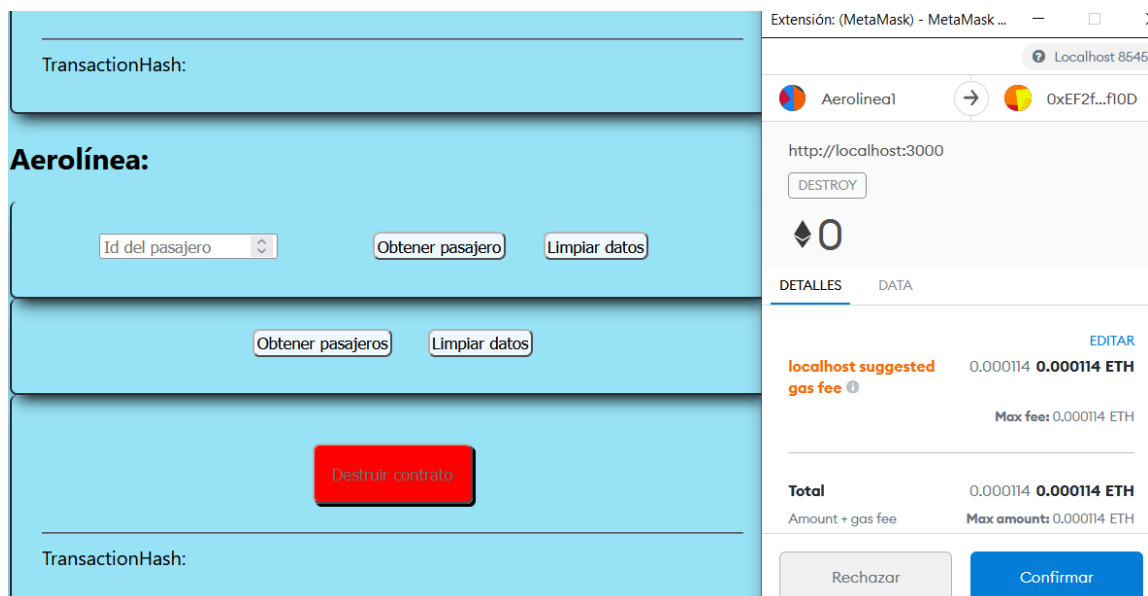 TransactionHash:
Aerolínea:
Id del pasajero
Obtener pasajero
Limpiar datos
Obtener pasajeros
Limpiar datos
Destruir contrato
TransactionHash:
Extensión: (MetaMask) - MetaMask ...
Localhost 8545
Aerolinea1
0xEF2f...f10D
http://localhost:3000
DESTROY
0
DETALLES DATA
EDITAR
localhost suggested 0.000114 0.000114 ETH
gas fee
Max fee: 0.000114 ETH
Total 0.000114 0.000114 ETH
Amount + gas fee Max amount: 0.000114 ETH
Rechazar Confirmar